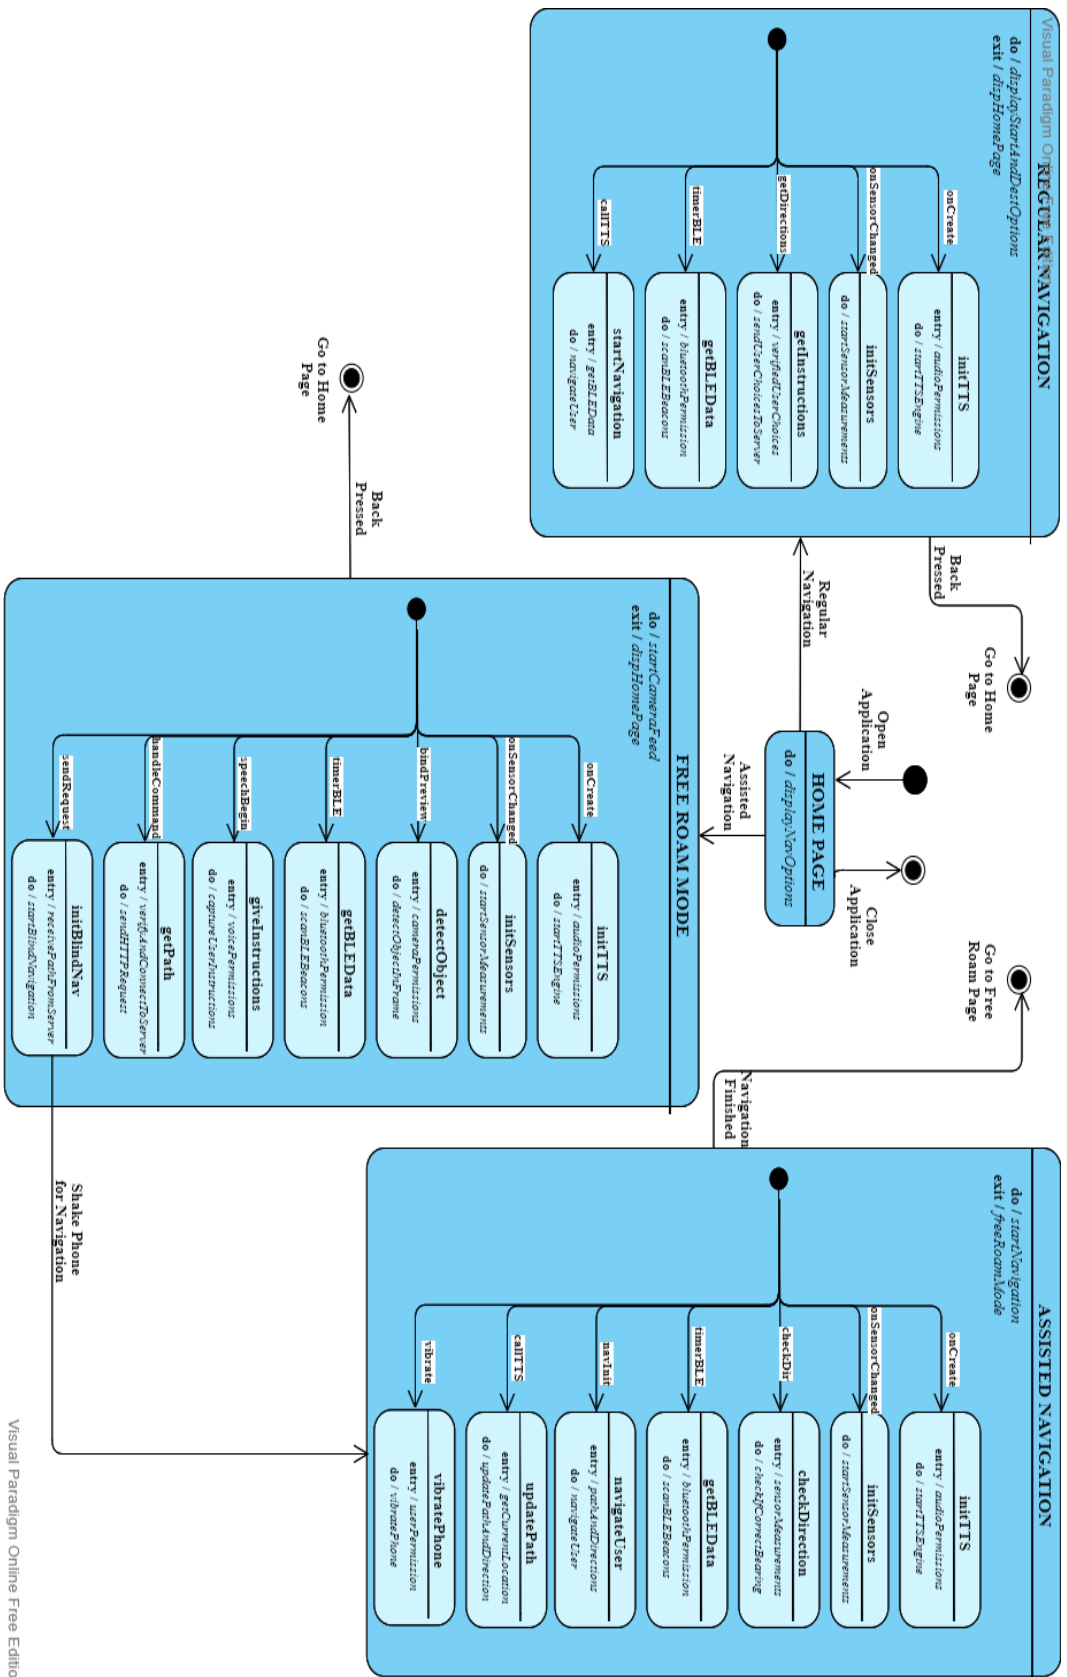 Visual Paradigm Online Free Edition
REGULAR NAVIGATION
do / displayStartAndDestOptions
exit / dispHomePage
onCreate
initTTS
entry / audioPermissions
do / startTTSEngine
onSensorChanged
initSensors
do / startSensorMeasurements
getDirections
getInstructions
entry / verifiedUserChoices
do / sendUserChoicesToServer
timerBLE
getBLEData
entry / bluetoothPermission
do / scanBLEBeacons
callTTS
startNavigation
entry / getBLEData
do / navigateUser
Back
Pressed
Go to Home
Page
Regular
Navigation
Open
Application
HOME PAGE
do / displayNavOptions
Close
Application
Assisted
Navigation
Go to Home
Page
Back
Pressed
FREE ROAM MODE
do / startCameraFeed
exit / dispHomePage
onCreate
initTTS
entry / audioPermissions
do / startTTSEngine
onSensorChanged
initSensors
do / startSensorMeasurements
bindPreview
detectObject
entry / cameraPermissions
do / detectObjectInFrame
timerBLE
getBLEData
entry / bluetoothPermission
do / scanBLEBeacons
speechBegin
giveInstructions
entry / voicePermissions
do / captureUserInstructions
handleCommand
getPath
entry / verifiAndConnectToServer
do / sendHTTPRequest
sendRequest
initBlindNav
entry / receivePathFromServer
do / startBlindNavigation
Shake Phone
for Navigation
Go to Free
Roam Page
Navigation
Finished
ASSISTED NAVIGATION
do / startNavigation
exit / freeRoamMode
onCreate
initTTS
entry / audioPermissions
do / startTTSEngine
onSensorChanged
initSensors
do / startSensorMeasurements
checkDir
checkDirection
entry / sensorMeasurements
do / checkIfCorrectBearing
timerBLE
getBLEData
entry / bluetoothPermission
do / scanBLEBeacons
navInit
navigateUser
entry / pathAndDirections
do / navigateUser
callTTS
updatePath
entry / getCurrentLocation
do / updatePathAndDirection
vibrate
vibratePhone
entry / userPermission
do / vibratePhone
Visual Paradigm Online Free Editio